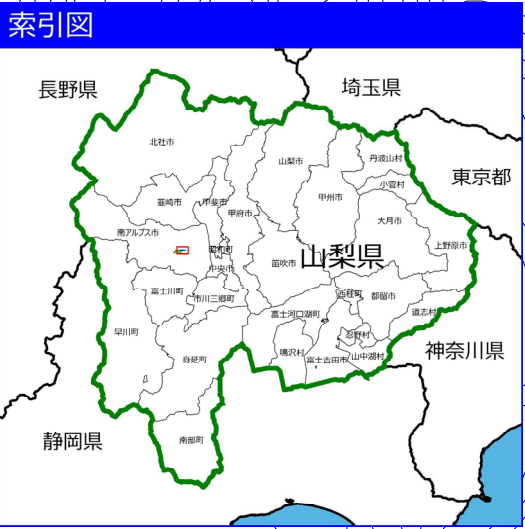 索引図
長野県
埼玉県
北社市
山梨市
丹波山村
小菅村
東京都
韮崎市
甲斐市
甲府市
甲州市
大月市
南アルプス市
昭和町
上野原市
山梨県
笛吹市
中央市
富士川町
市川三郷町
西桂町
都留市
道志村
富士河口湖町
早川町
忍野村
神奈川県
身延町
鳴沢村
富士吉田市
山中湖村
静岡県
南部町